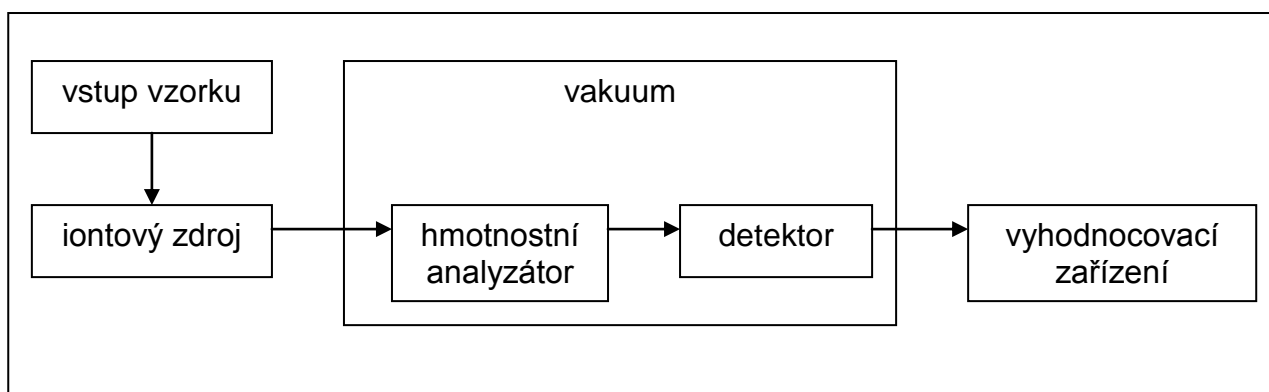 vstup vzorku
vakuum
iontový zdroj
hmotnostní
analyzátor
detektor
vyhodnocovací
zařízení